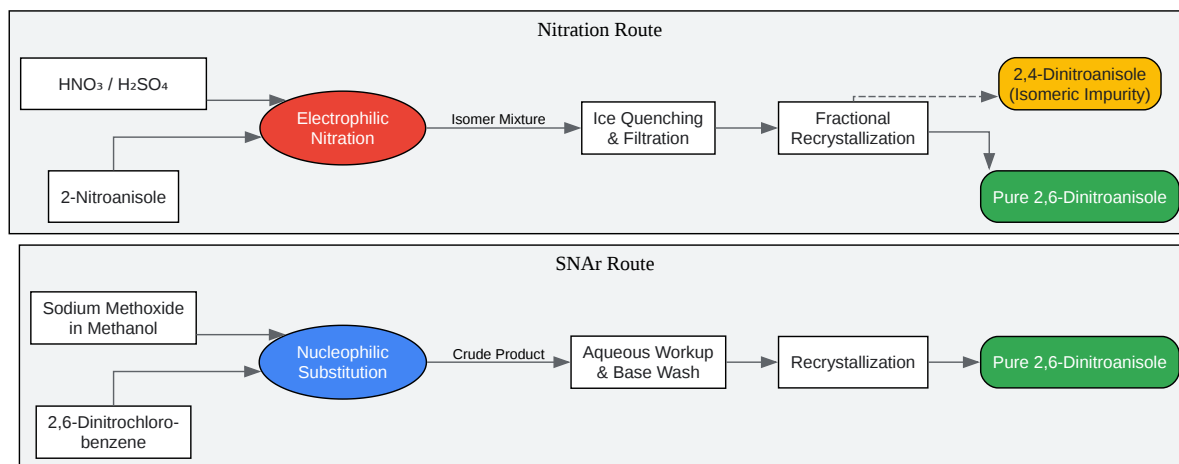 Nitration Route
HNO₃ / H₂SO₄
2-Nitroanisole
Electrophilic
Nitration
Isomer Mixture
Ice Quenching
& Filtration
Fractional
Recrystallization
2,4-Dinitroanisole
(Isomeric Impurity)
Pure 2,6-Dinitroanisole
SNAr Route
Sodium Methoxide
in Methanol
2,6-Dinitrochloro-
benzene
Nucleophilic
Substitution
Crude Product
Aqueous Workup
& Base Wash
Recrystallization
Pure 2,6-Dinitroanisole